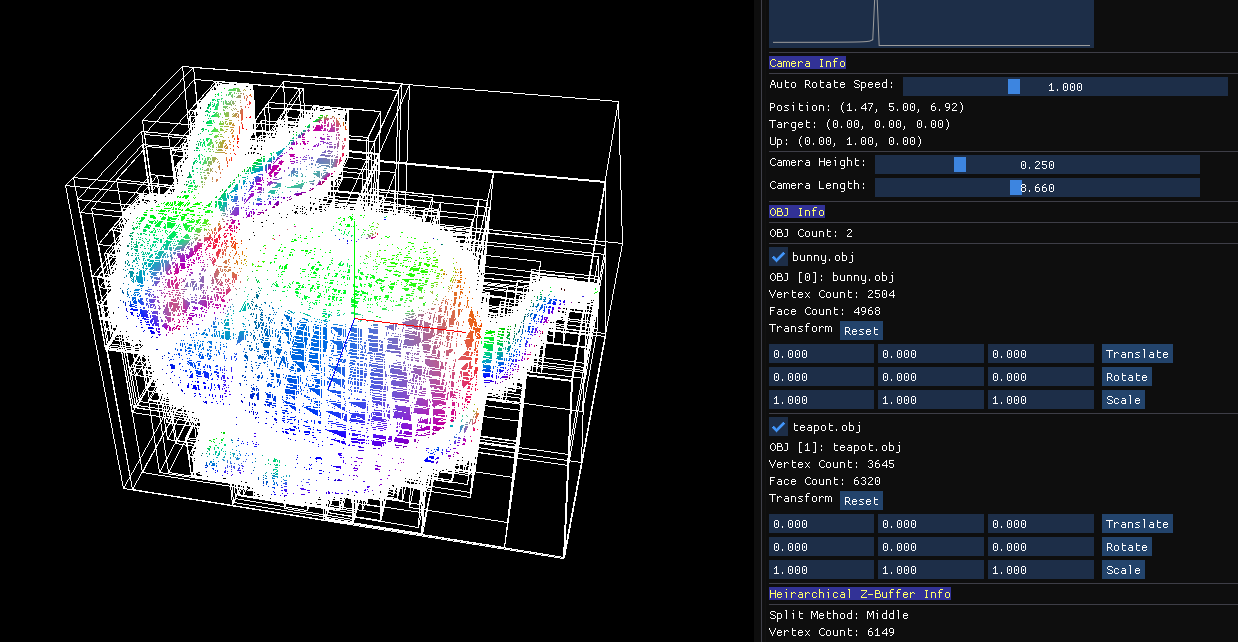 Camera Info
Auto Rotate Speed: 1.000
Position: (1.47, 5.00, 6.92)
Target: (0.00, 0.00, 0.00)
Up: (0.00, 1.00, 0.00)
Camera Height: 0.250
Camera Length: 8.660
OBJ Info
OBJ Count: 2
bunny.obj
OBJ [0]: bunny.obj
Vertex Count: 2504
Face Count: 4968
Transform Reset
0.000 0.000 0.000 Translate
0.000 0.000 0.000 Rotate
1.000 1.000 1.000 Scale
teapot.obj
OBJ [1]: teapot.obj
Vertex Count: 3645
Face Count: 6320
Transform Reset
0.000 0.000 0.000 Translate
0.000 0.000 0.000 Rotate
1.000 1.000 1.000 Scale
Heirarchical Z-Buffer Info
Split Method: Middle
Vertex Count: 6149